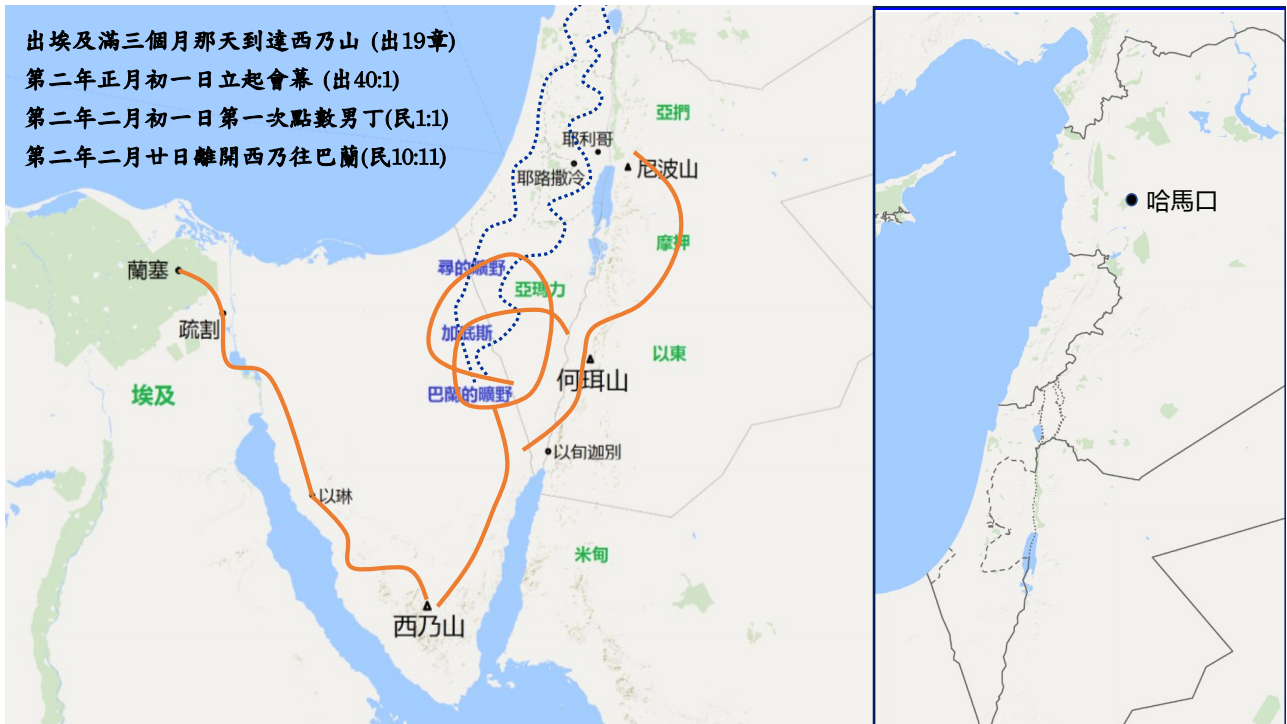 出埃及滿三個月那天到達西乃山 (出19章)
第二年正月初一日立起會幕 (出40:1)
第二年二月初一日第一次點數男丁(民1:1)
第二年二月廿日離開西乃往巴蘭(民10:11)
亞捫
耶利哥
耶路撒冷
尼波山
摩押
蘭塞
尋的曠野
亞瑪力
疏割
加底斯
以東
何珥山
埃及
巴蘭的曠野
以旬迦別
以琳
米甸
西乃山
哈馬口